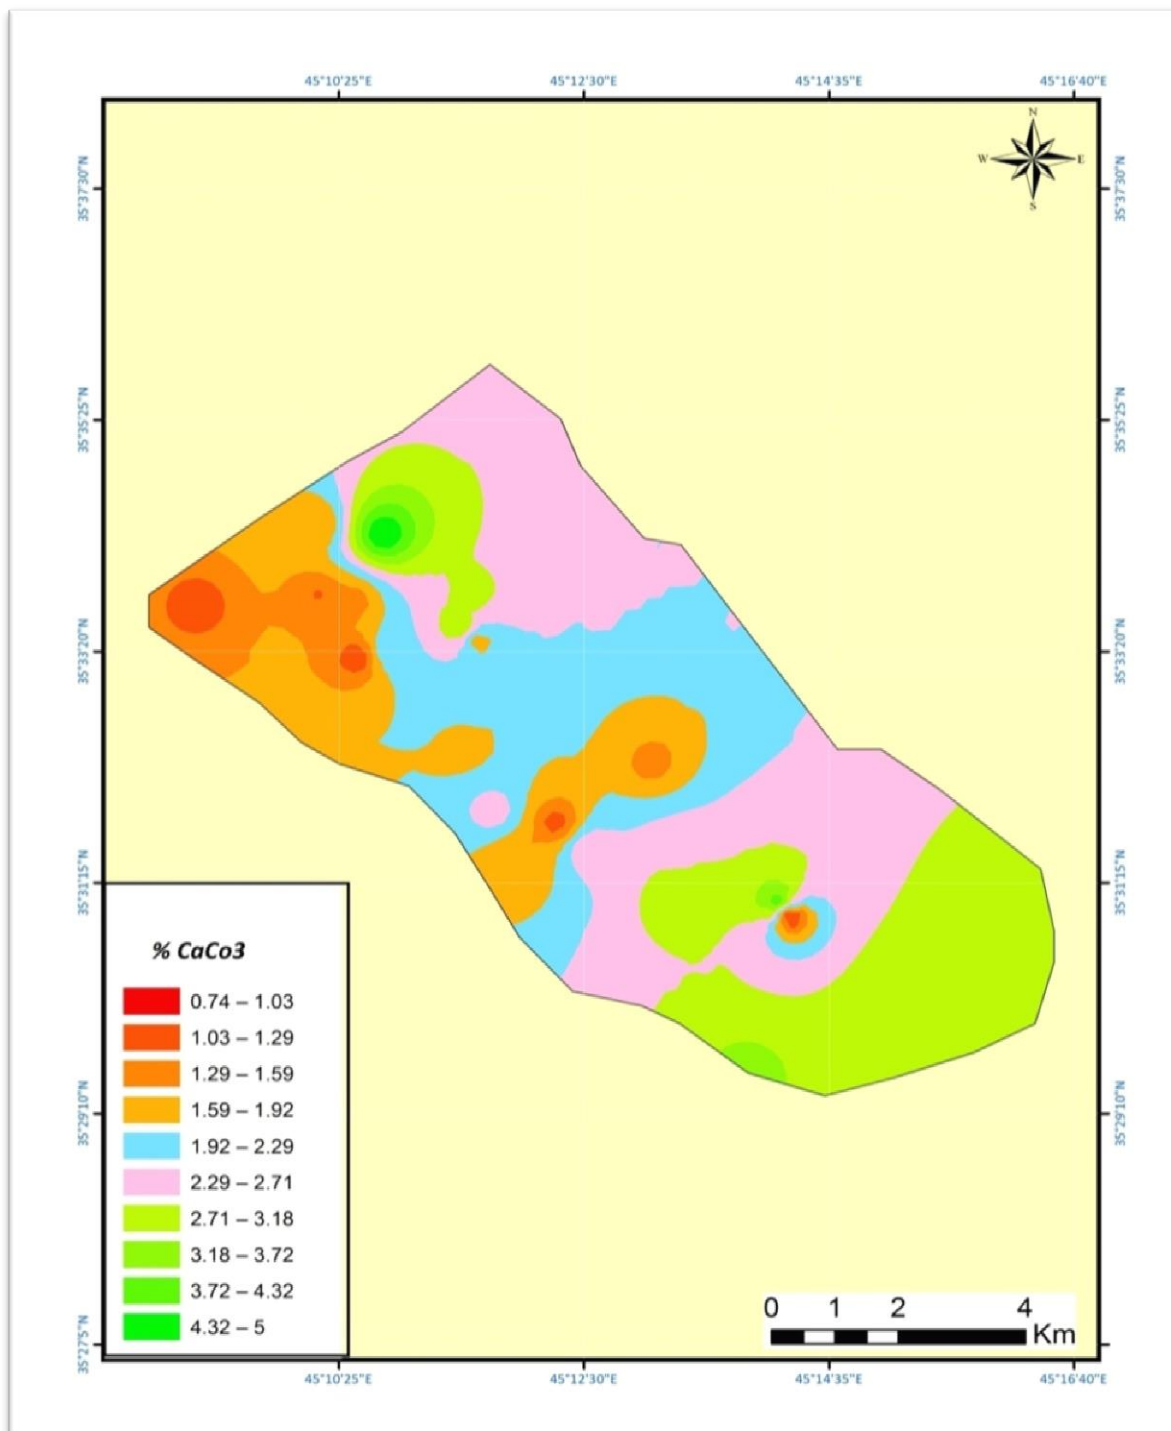 45°10'25"E 45°12'30"E 45°14'35"E 45°16'40"E
N
W E
S
35°37'30"N 35°37'30"N
35°35'25"N 35°35'25"N
35°33'20"N 35°33'20"N
35°31'15"N 35°31'15"N
% CaCo3
0.74 – 1.03
1.03 – 1.29
1.29 – 1.59
1.59 – 1.92
1.92 – 2.29
2.29 – 2.71
2.71 – 3.18
3.18 – 3.72
3.72 – 4.32
4.32 – 5
35°29'10"N 35°29'10"N
0 1 2 4
Km
35°27'5"N
45°10'25"E 45°12'30"E 45°14'35"E 45°16'40"E